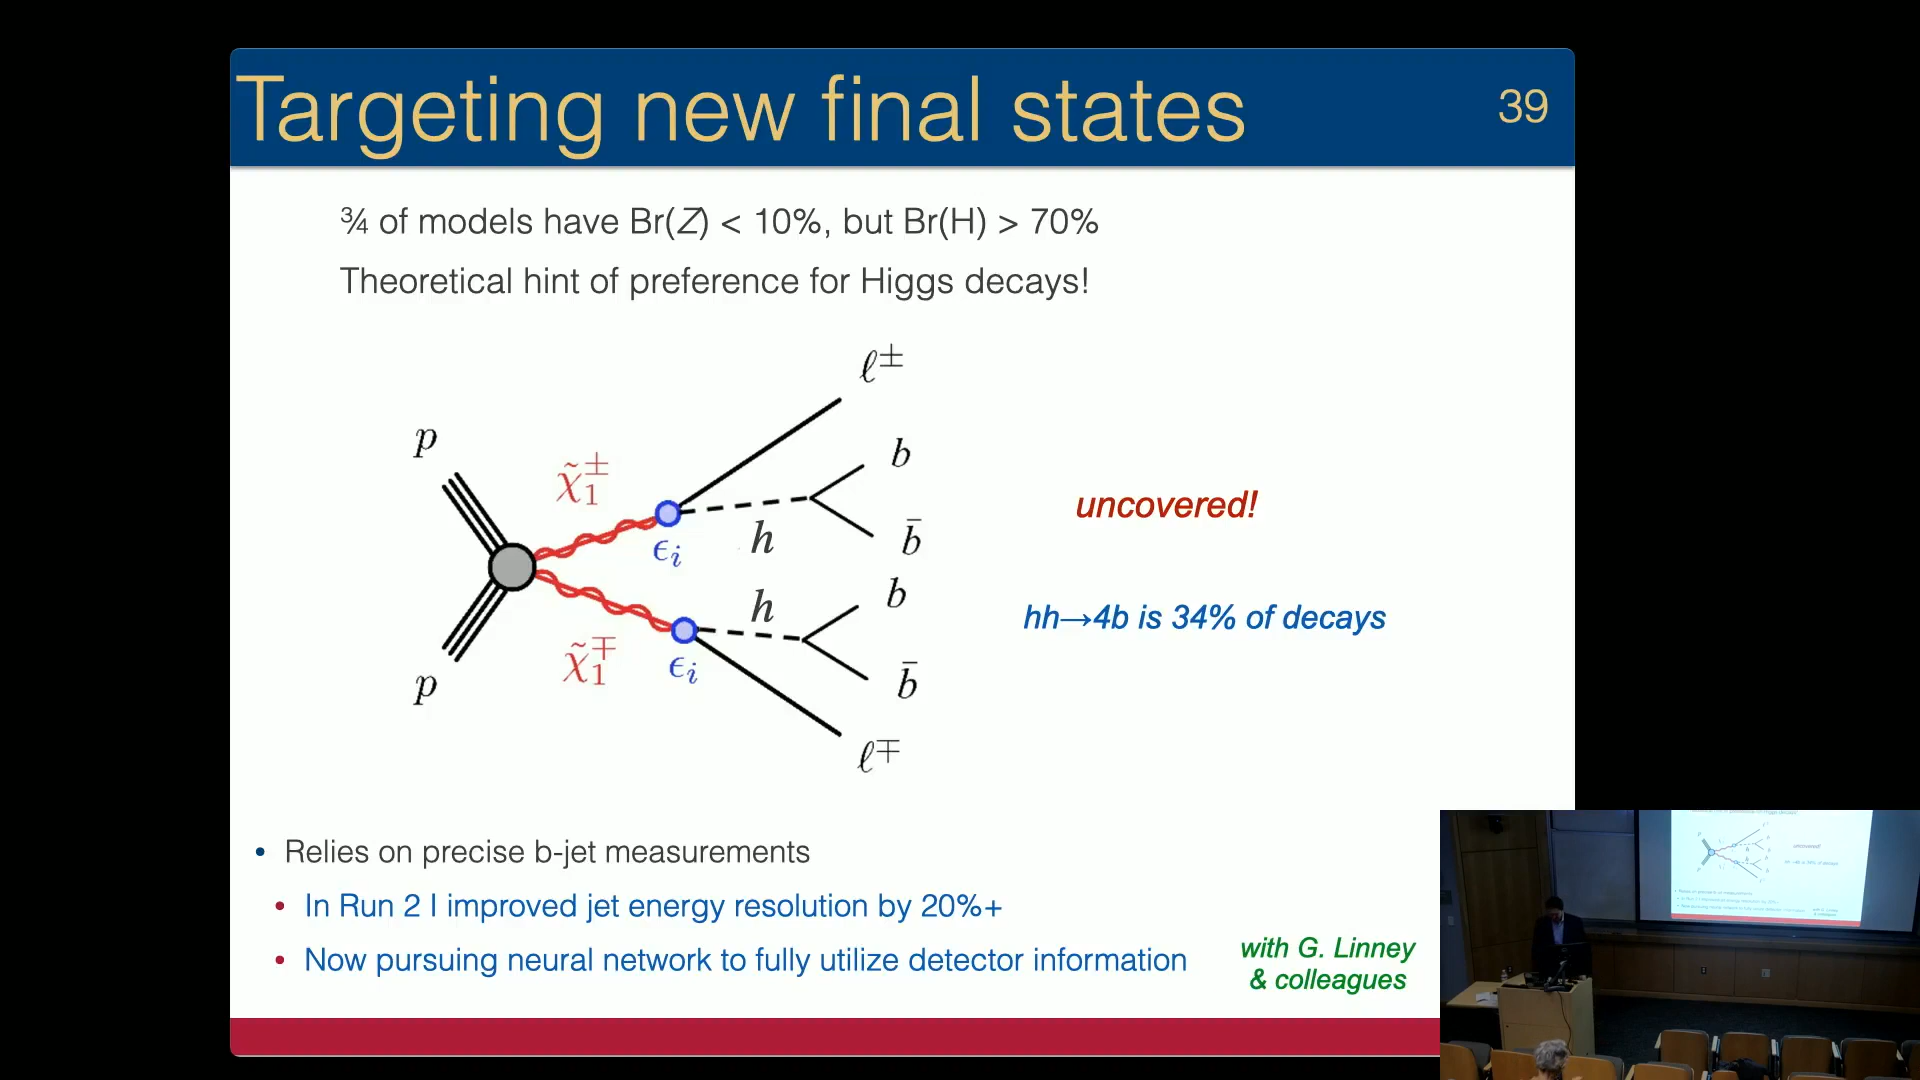 Targeting new final states
39
¾ of models have Br(Z) < 10%, but Br(H) > 70%
Theoretical hint of preference for Higgs decays!
ℓ±
p
b
χ̃₁±
uncovered!
b̄
h
ϵᵢ
h
b
hh→4b is 34% of decays
χ̃₁∓
ϵᵢ
b̄
p
ℓ∓
• Relies on precise b-jet measurements
• In Run 2 I improved jet energy resolution by 20%+
• Now pursuing neural network to fully utilize detector information
with G. Linney
& colleagues
uncovered!